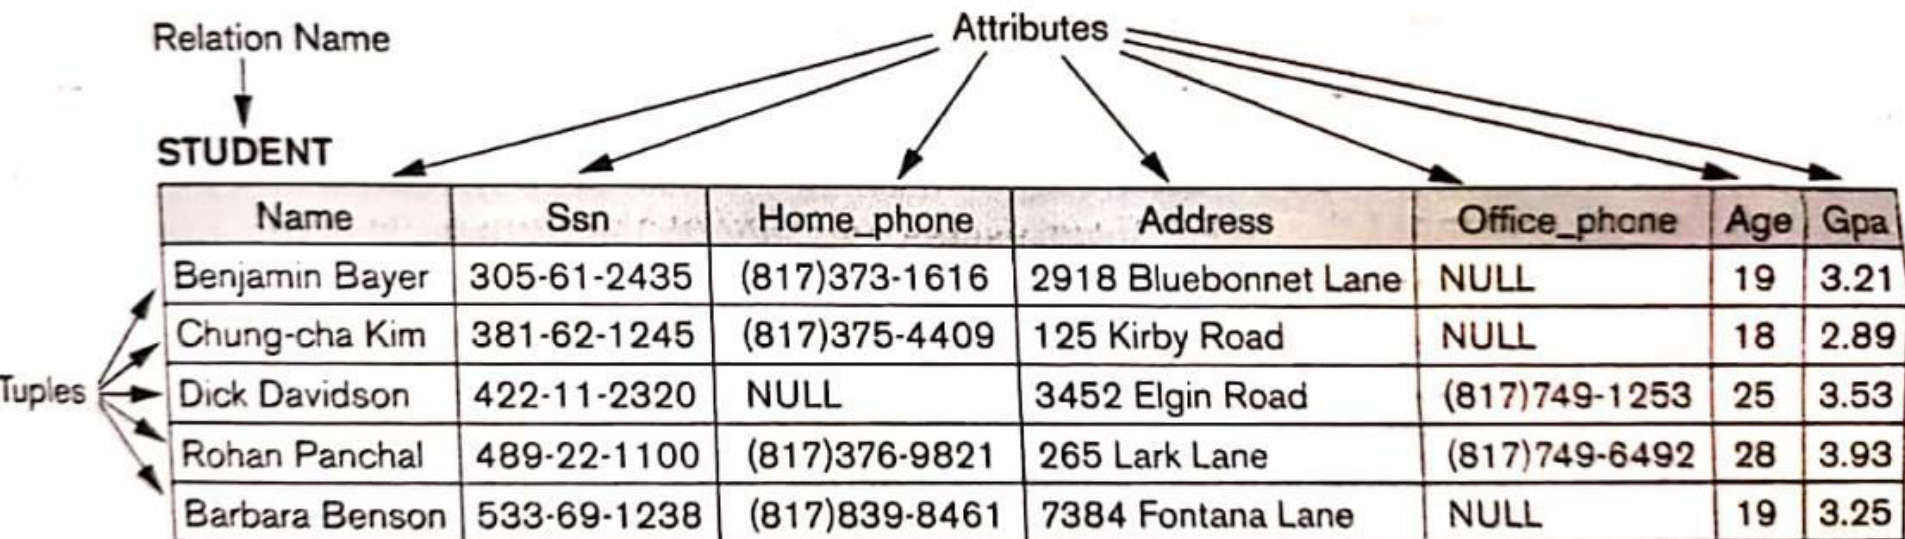 Relation Name
Attributes
STUDENT
Name Ssn Home_phone Address Office_phone Age Gpa
Benjamin Bayer 305-61-2435 (817)373-1616 2918 Bluebonnet Lane NULL 19 3.21
Chung-cha Kim 381-62-1245 (817)375-4409 125 Kirby Road NULL 18 2.89
Tuples
Dick Davidson 422-11-2320 NULL 3452 Elgin Road (817)749-1253 25 3.53
Rohan Panchal 489-22-1100 (817)376-9821 265 Lark Lane (817)749-6492 28 3.93
Barbara Benson 533-69-1238 (817)839-8461 7384 Fontana Lane NULL 19 3.25